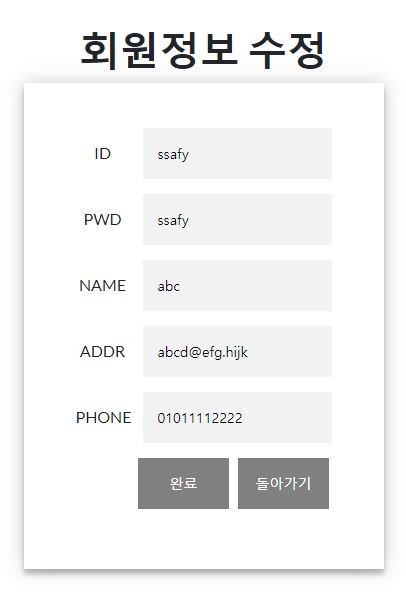 회원정보 수정
ID ssafy
PWD ssafy
NAME abc
ADDR abcd@efg.hijk
PHONE 01011112222
완료 돌아가기